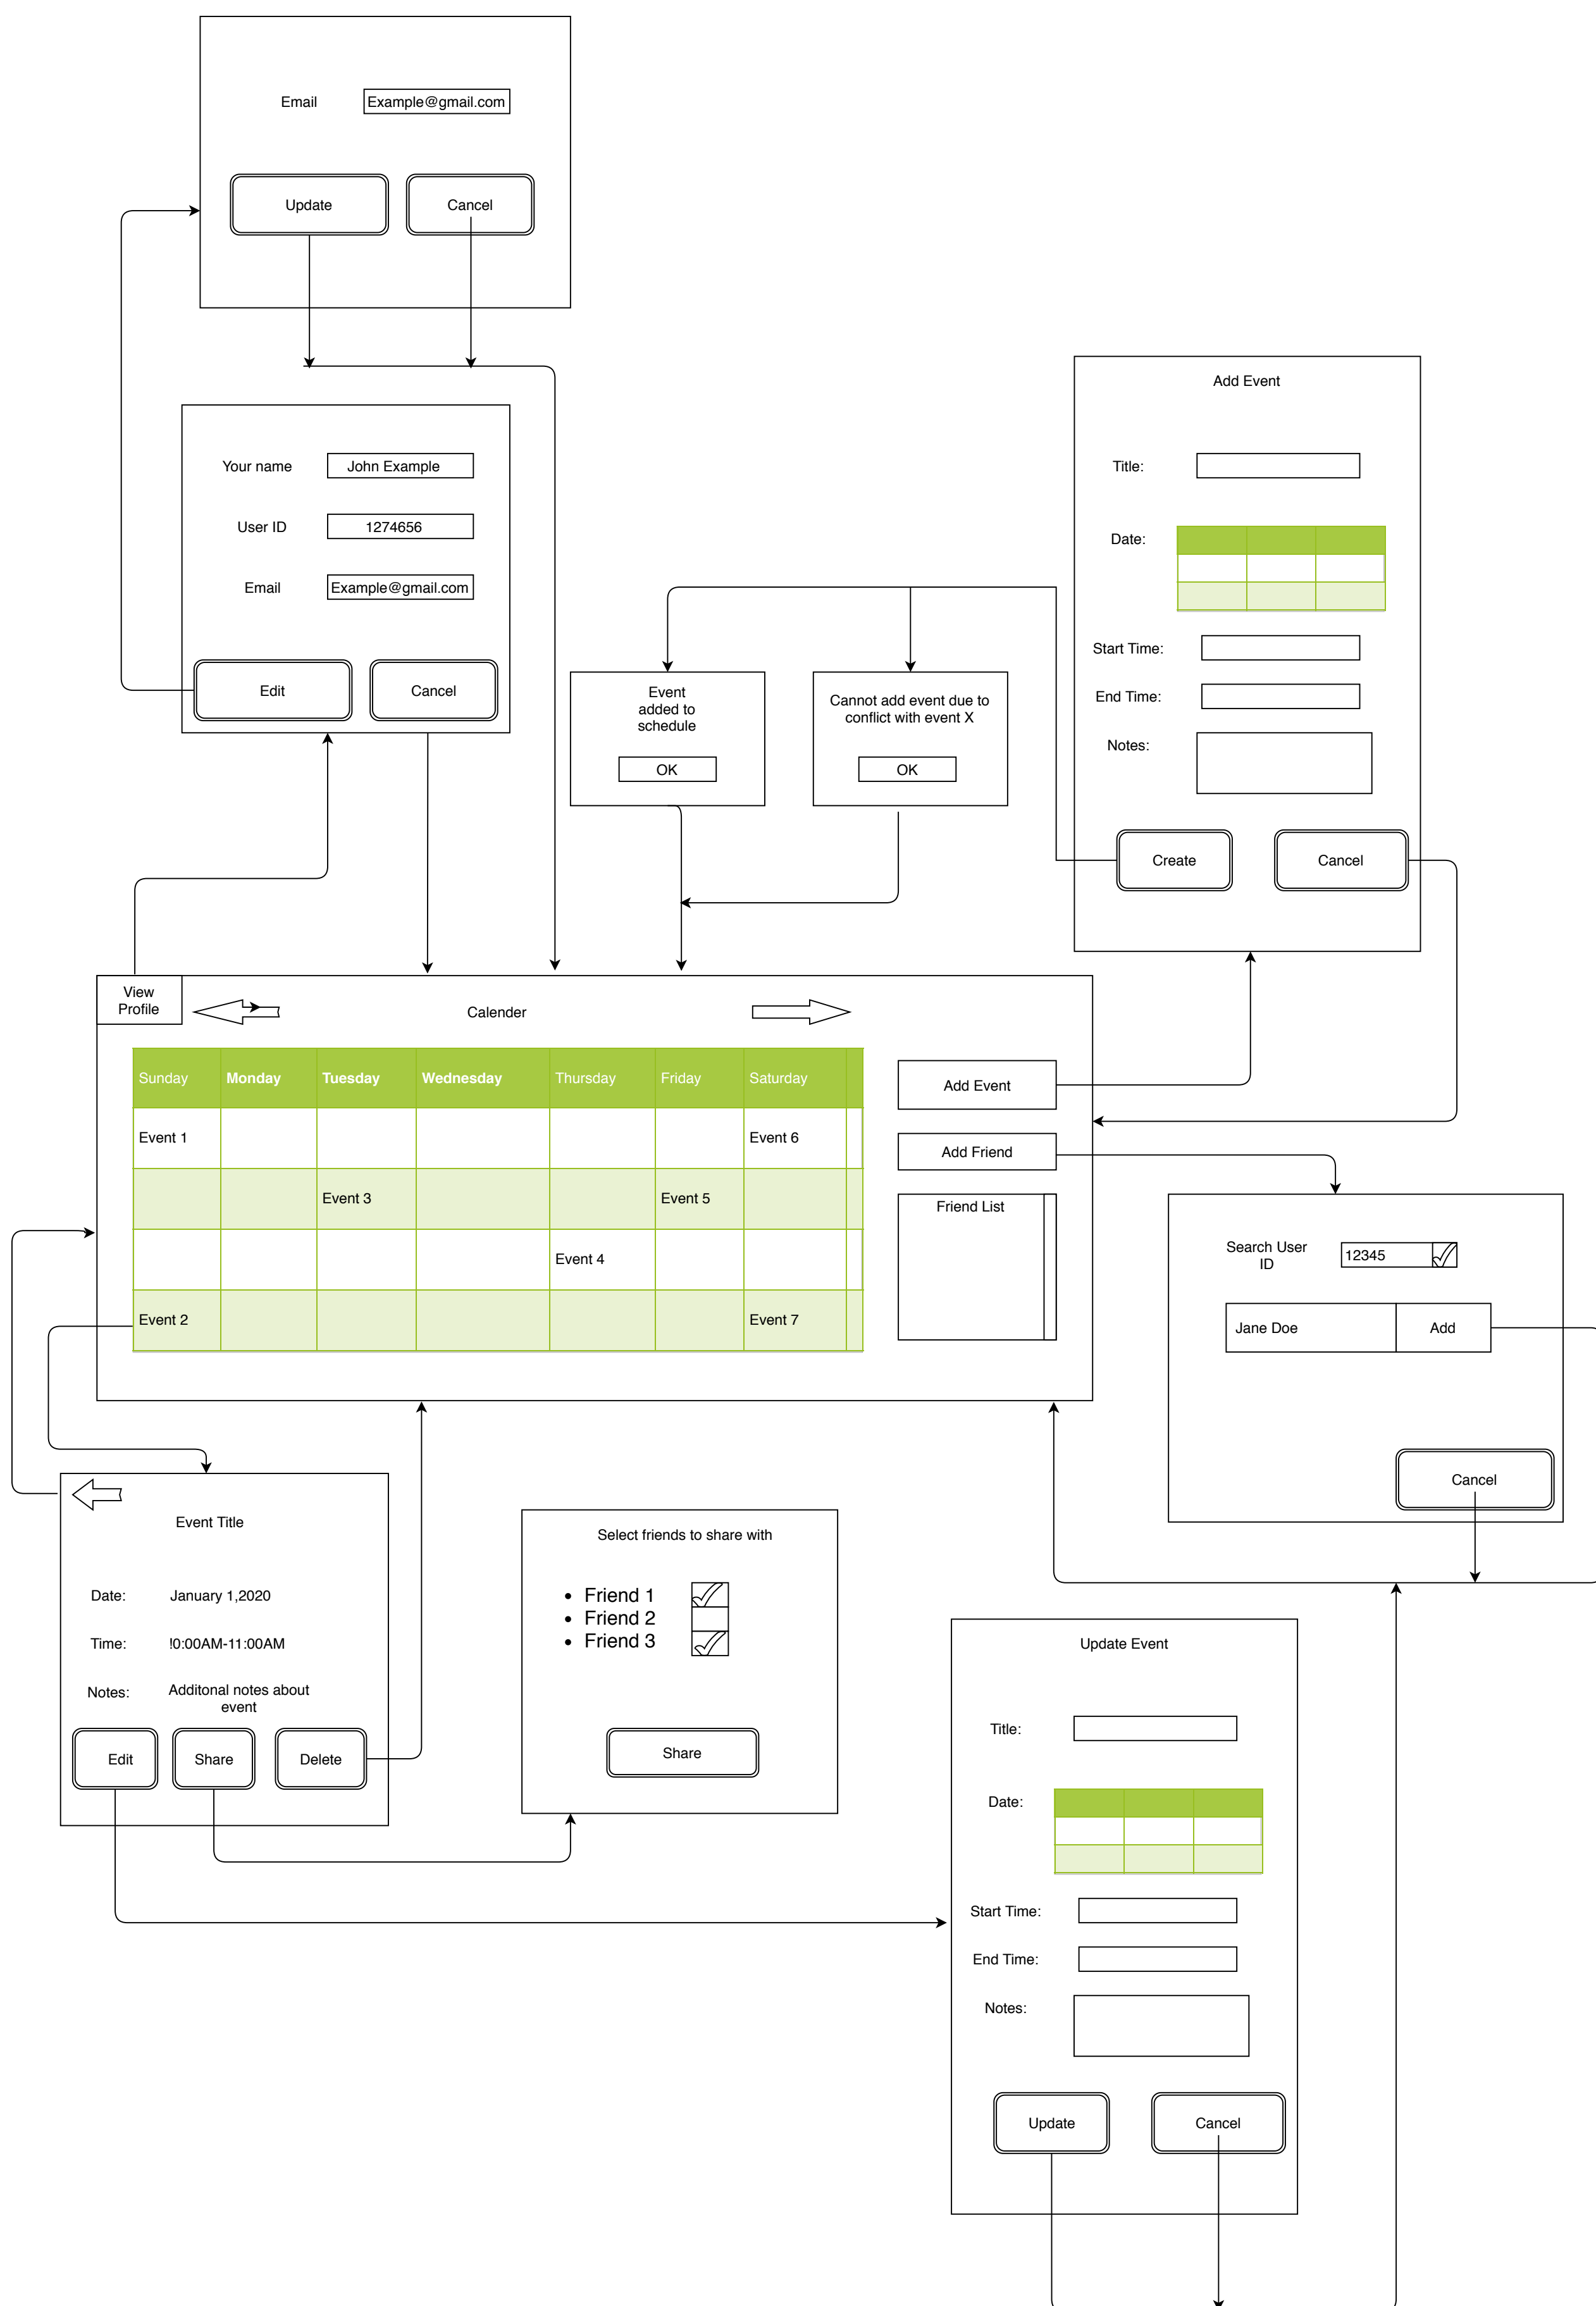 Email
Example@gmail.com
Update
Cancel
Your name
John Example
User ID
1274656
Email
Example@gmail.com
Edit
Cancel
Add Event
Title:
Date:
Start Time:
End Time:
Notes:
Create
Cancel
Event
added to
schedule
OK
Cannot add event due to
conflict with event X
OK
View
Profile
Calender
Sunday Monday Tuesday Wednesday Thursday Friday Saturday
Event 1 Event 6
Event 3 Event 5
Event 4
Event 2 Event 7
Add Event
Add Friend
Friend List
Search User
ID
12345
Jane Doe
Add
Cancel
Event Title
Date: January 1,2020
Time: !0:00AM-11:00AM
Notes: Additonal notes about
event
Edit
Share
Delete
Select friends to share with
• Friend 1
• Friend 2
• Friend 3
Share
Update Event
Title:
Date:
Start Time:
End Time:
Notes:
Update
Cancel